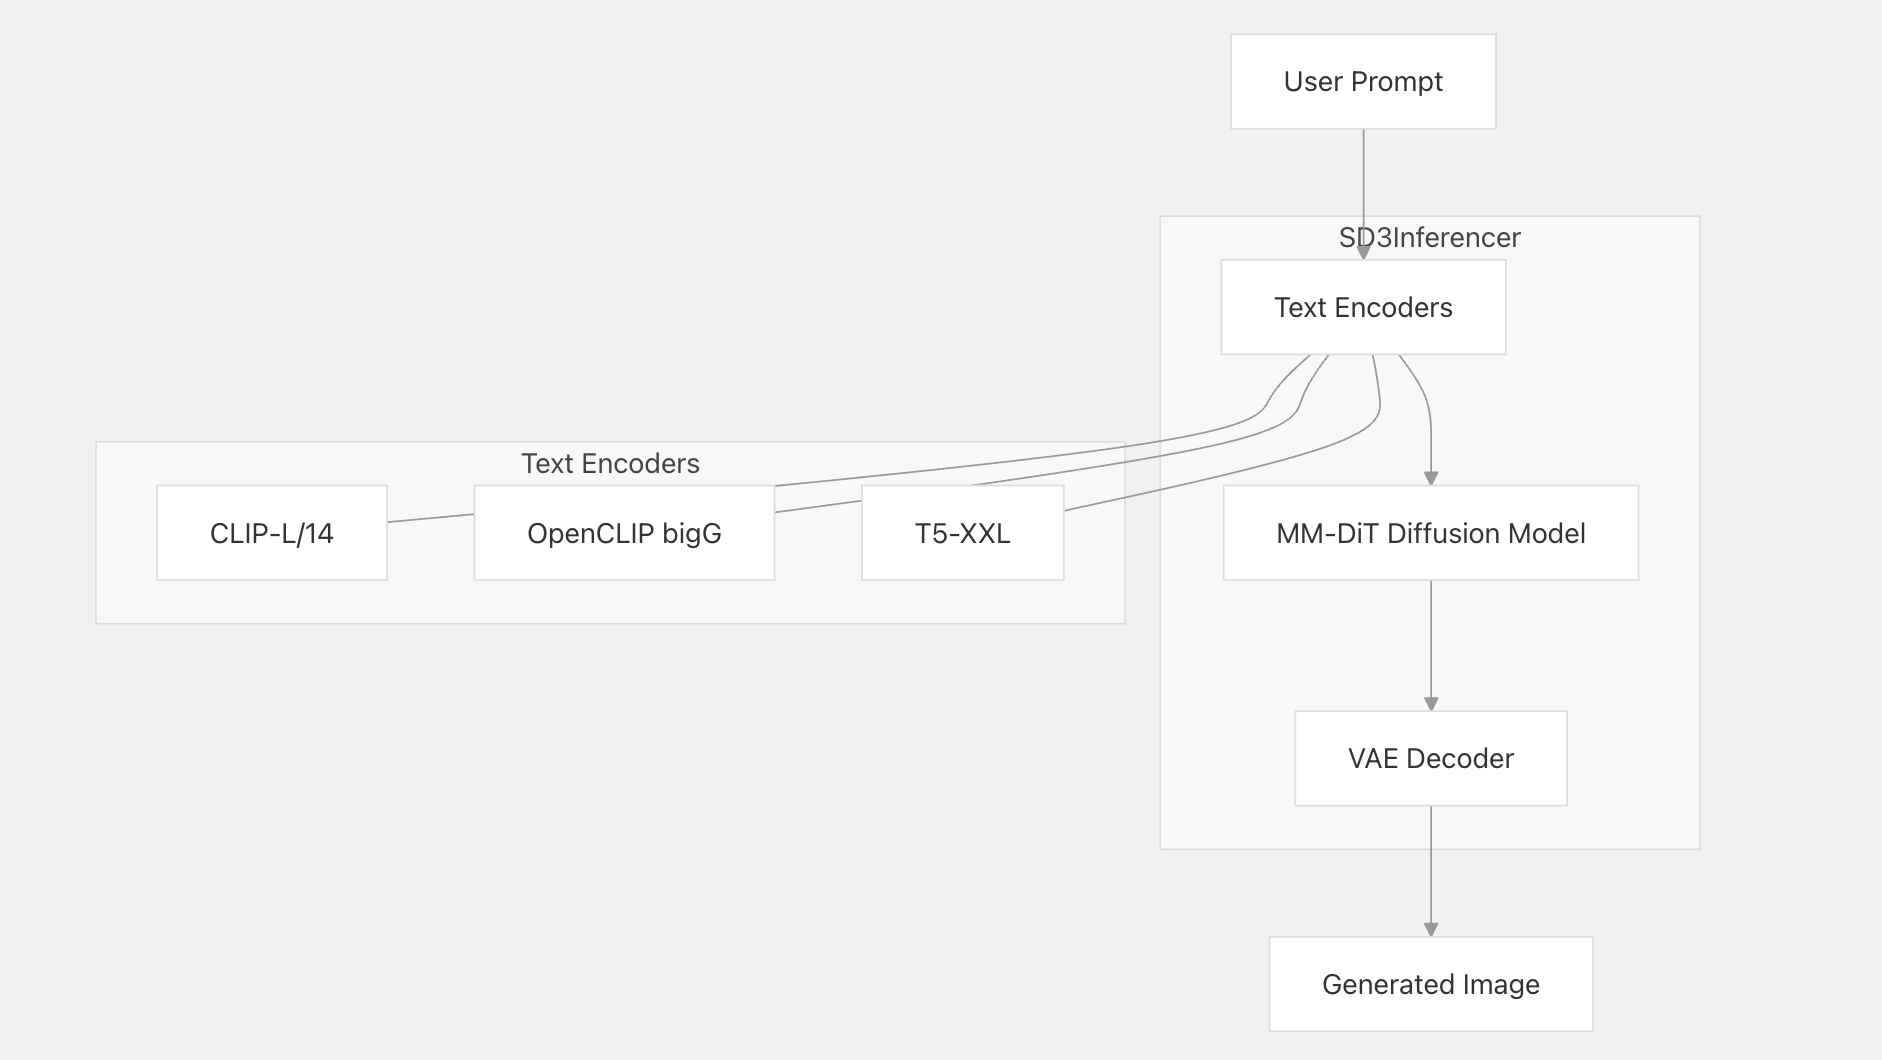 User Prompt
SD3Inferencer
Text Encoders
Text Encoders
CLIP-L/14
OpenCLIP bigG
T5-XXL
MM-DiT Diffusion Model
VAE Decoder
Generated Image